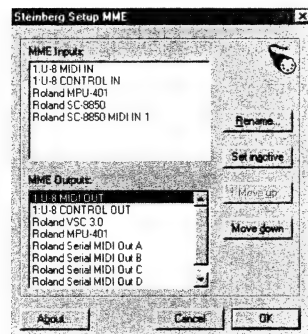 Steinberg Setup MME
MME Inputs:
1:U-8 MIDI IN
1:U-8 CONTROL IN
Roland MPU-401
Roland SC-8850
Roland SC-8850 MIDI IN 1
Rename...
Set inactive
Move up
MME Outputs:
1:U-8 MIDI OUT
1:U-8 CONTROL OUT
Roland VSC 3.0
Roland MPU-401
Roland Serial MIDI Out A
Roland Serial MIDI Out B
Roland Serial MIDI Out C
Roland Serial MIDI Out D
Move down
About...
Cancel
OK